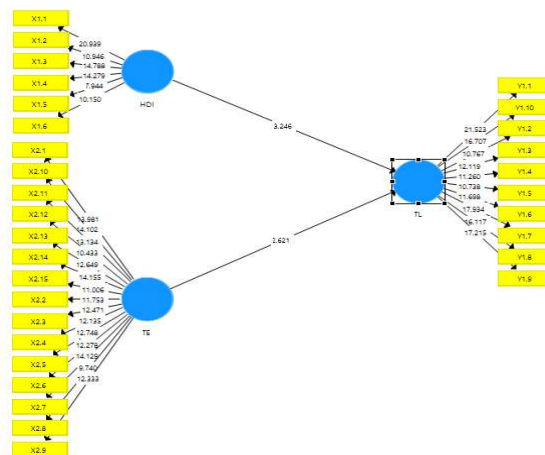 X1.1
X1.2
X1.3
X1.4
X1.5
X1.6
20.939
10.946
14.788
14.279
7.944
10.150
HDI
3.246
X2.1
X2.10
X2.11
X2.12
X2.13
X2.14
X2.15
X2.2
X2.3
X2.4
X2.5
X2.6
X2.7
X2.8
X2.9
13.981
14.102
13.134
10.433
12.649
14.155
11.006
11.753
12.471
12.135
12.748
12.278
14.129
9.740
12.333
TE
2.621
TL
21.523
16.707
10.767
12.119
11.260
10.738
11.698
17.934
16.117
17.215
Y1.1
Y1.10
Y1.2
Y1.3
Y1.4
Y1.5
Y1.6
Y1.7
Y1.8
Y1.9